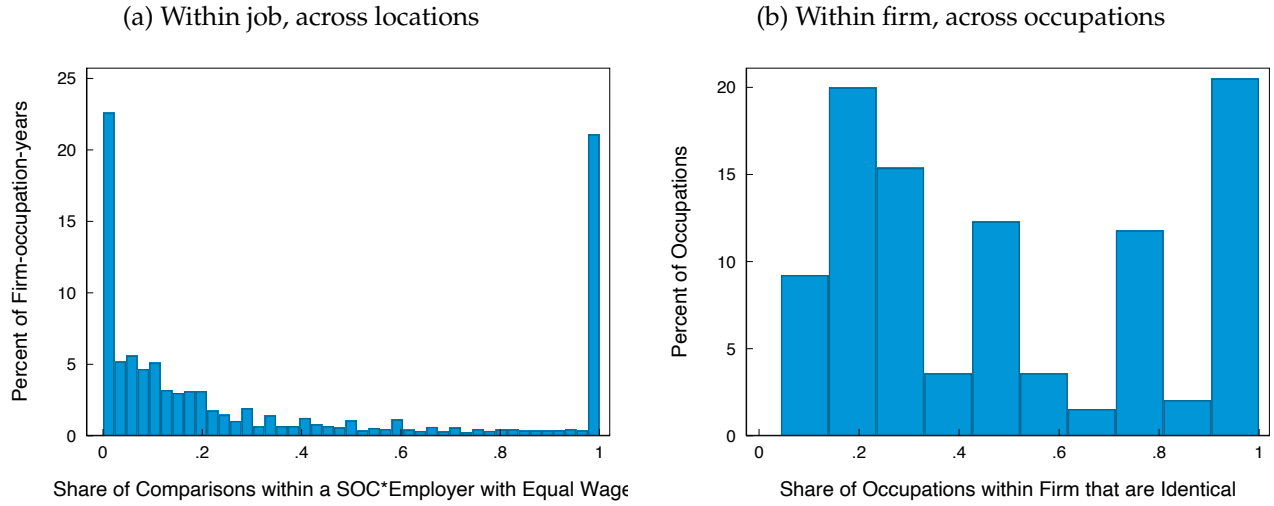 (a) Within job, across locations
(b) Within firm, across occupations
25
20
15
10
5
0
Percent of Firm-occupation-years
0 .2 .4 .6 .8 1
Share of Comparisons within a SOC*Employer with Equal Wage
20
15
10
5
0
Percent of Occupations
0 .2 .4 .6 .8 1
Share of Occupations within Firm that are Identical